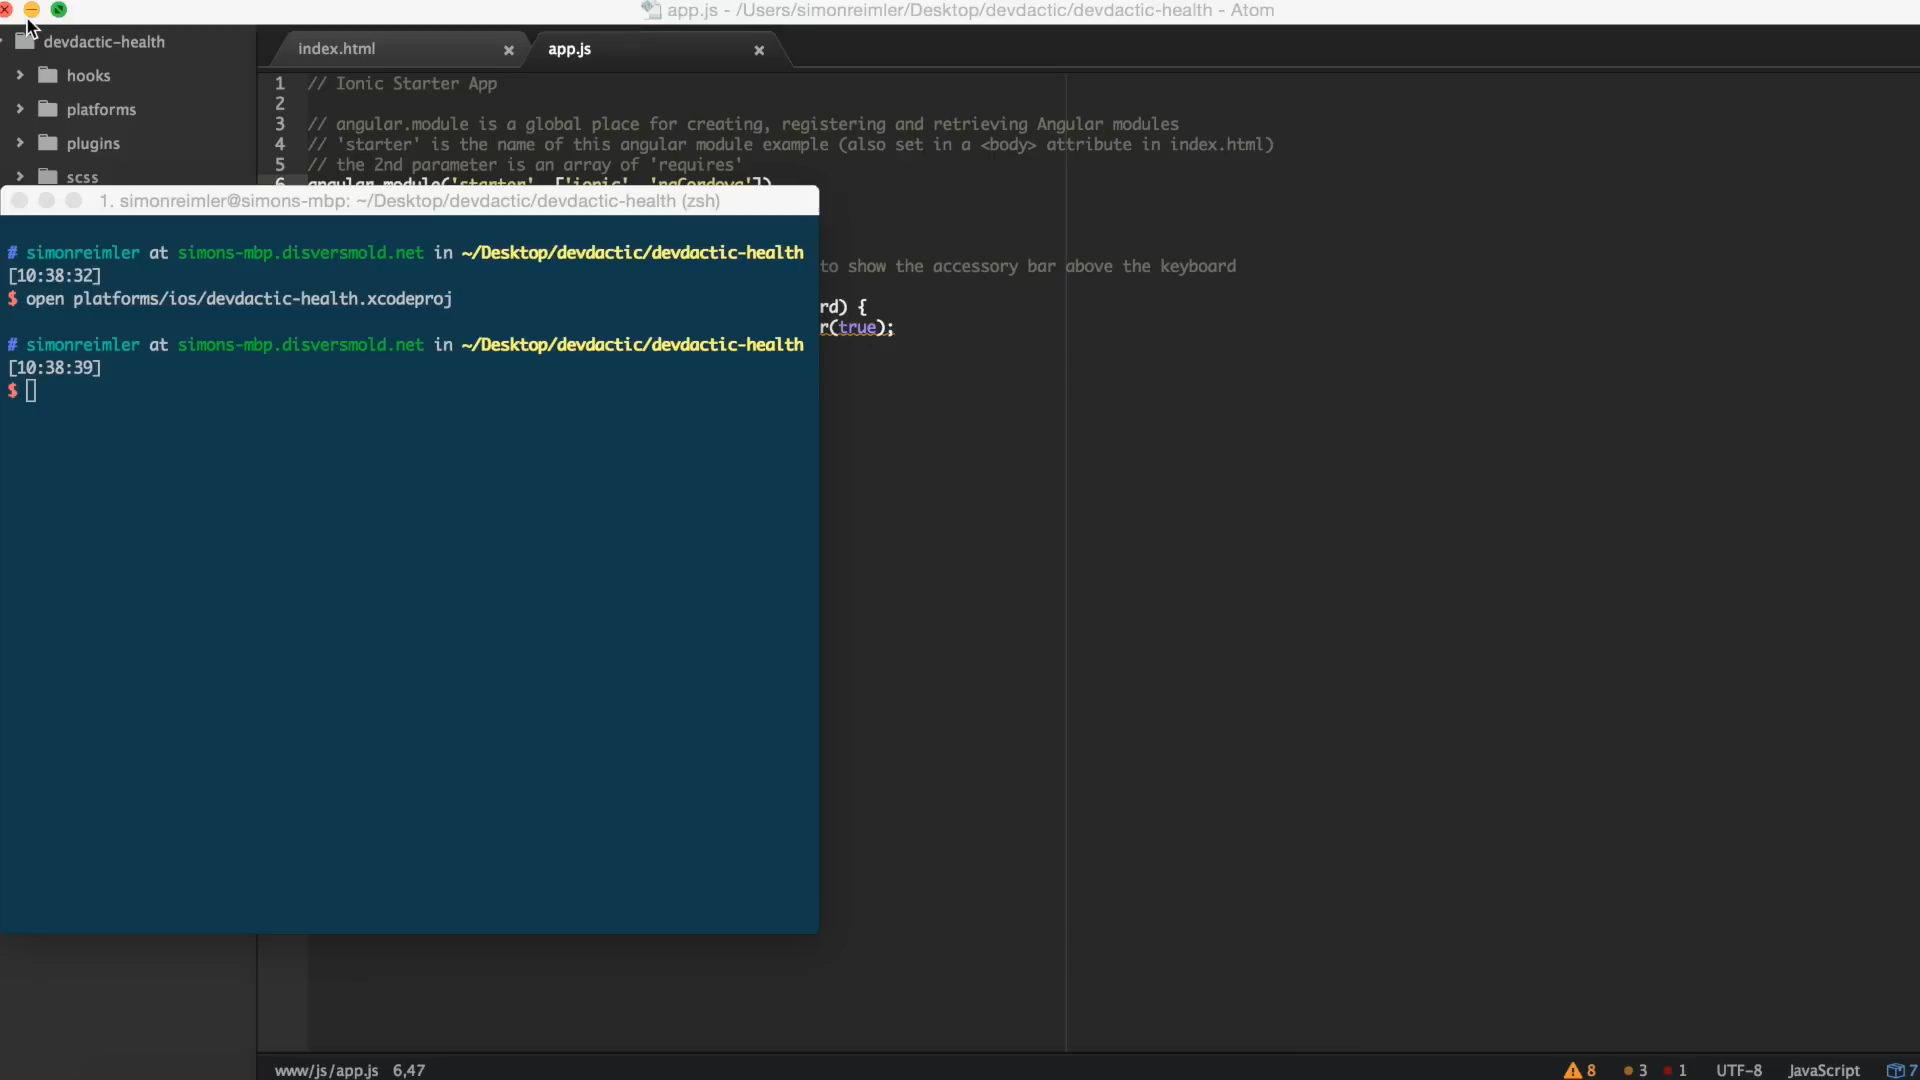 app.js - /Users/simonreimler/Desktop/devdactic/devdactic-health - Atom
devdactic-health
hooks
platforms
plugins
scss
index.html
app.js
1 // Ionic Starter App
2
3 // angular.module is a global place for creating, registering and retrieving Angular modules
4 // 'starter' is the name of this angular module example (also set in a <body> attribute in index.html)
5 // the 2nd parameter is an array of 'requires'
6 angular.module('starter', ['ionic', 'ngCordova'])
to show the accessory bar above the keyboard
rd) {
r(true);
1. simonreimler@simons-mbp: ~/Desktop/devdactic/devdactic-health (zsh)
# simonreimler at simons-mbp.disversmold.net in ~/Desktop/devdactic/devdactic-health
[10:38:32]
$ open platforms/ios/devdactic-health.xcodeproj
# simonreimler at simons-mbp.disversmold.net in ~/Desktop/devdactic/devdactic-health
[10:38:39]
$
www/js/app.js 6,47
8 3 1 UTF-8 JavaScript 7